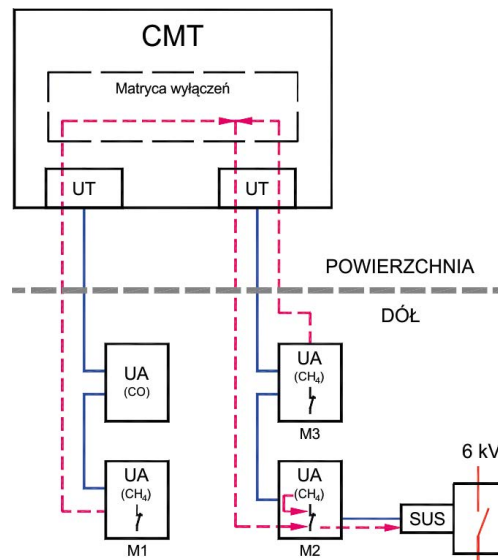 CMT
Matryca wyłączeń
UT
UT
POWIERZCHNIA
DÓŁ
UA
(CO)
UA
(CH₄)
M3
UA
(CH₄)
M1
UA
(CH₄)
M2
SUS
6 kV